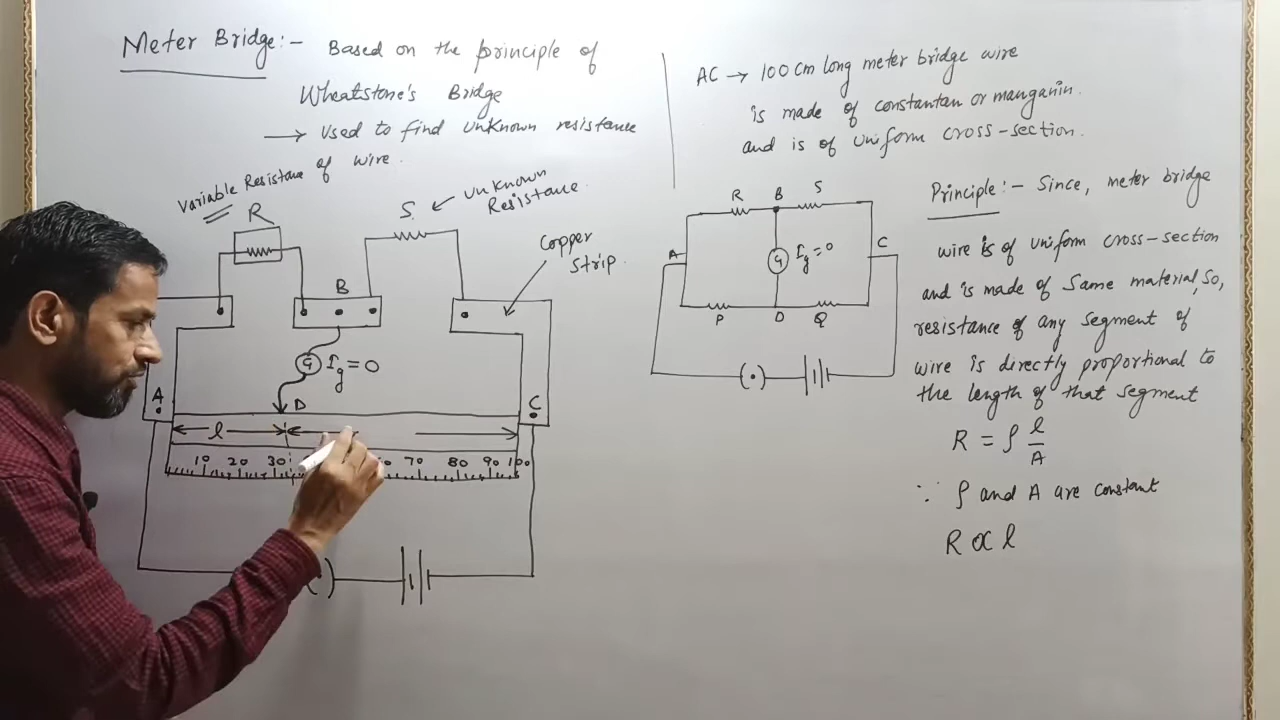 Meter Bridge:- Based on the principle of
Wheatstone's Bridge
→ Used to find unknown resistance
of wire.
Variable Resistance
R
S
← unknown
Resistance.
Copper
Strip.
B
G Ig = 0
A
D
C
l
10 20 30 70 80 90 100
AC → 100 cm long meter bridge wire
is made of constantan or manganin.
and is of uniform cross-section.
R B S
A G Ig = 0 C
P D Q
Principle:- Since, meter bridge
wire is of uniform cross-section
and is made of same material, so,
resistance of any segment of
wire is directly proportional to
the length of that segment
R = ρ l/A
∵ ρ and A are constant
R ∝ l